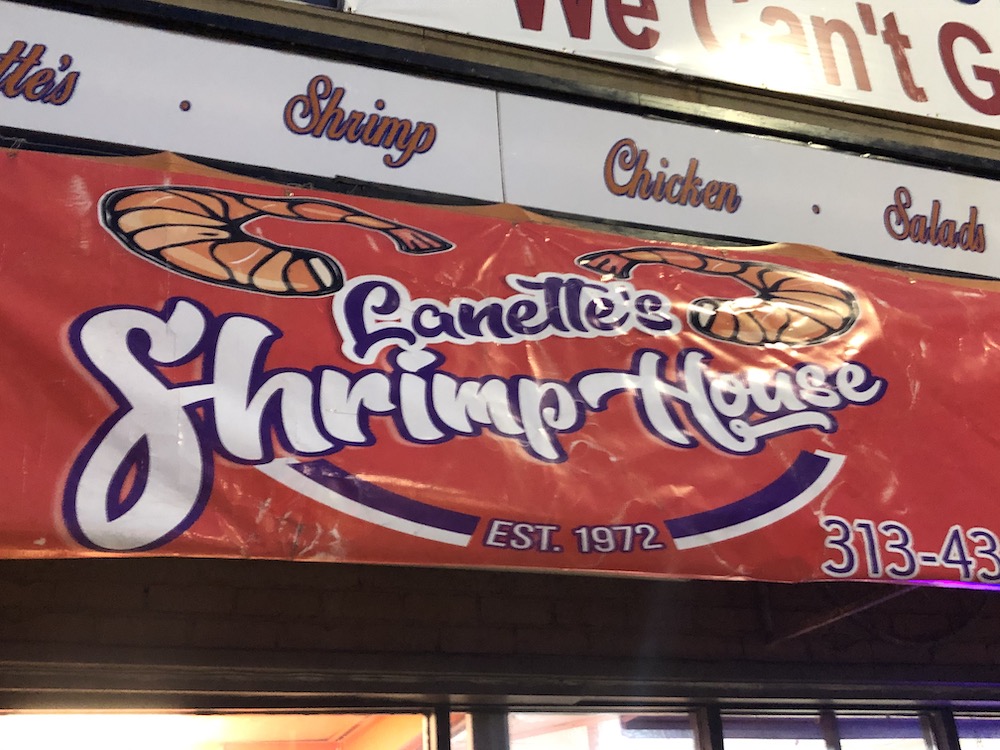 We Can't G
tte's · Shrimp Chicken · Salads
Lanette's
Shrimp House
EST. 1972
313-43